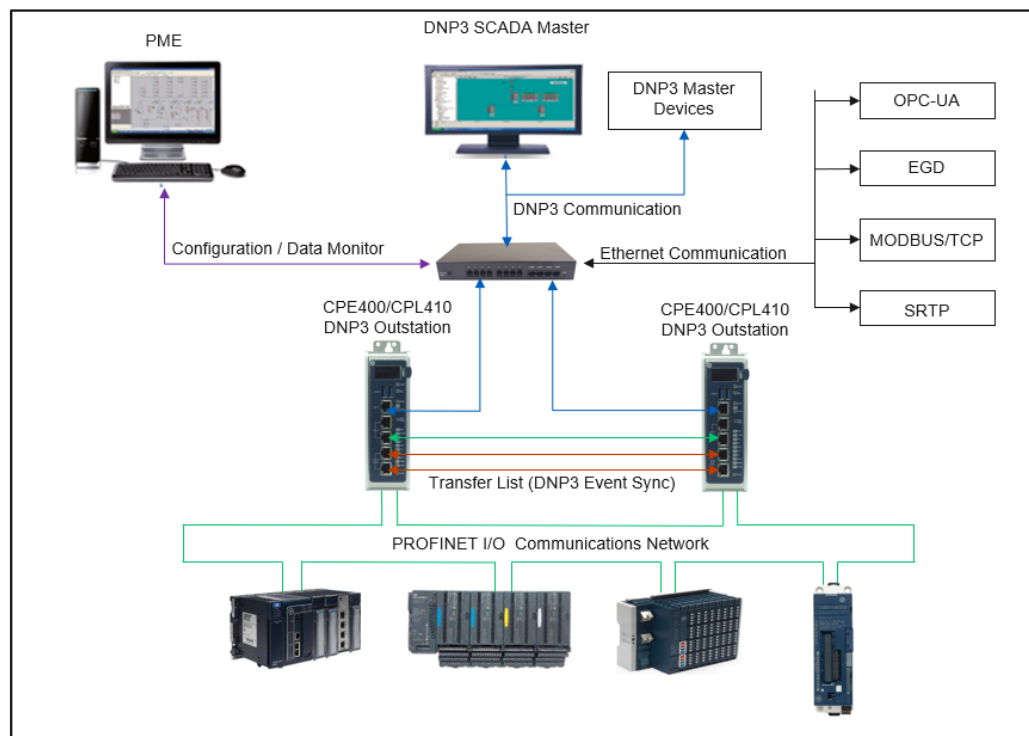 PME
DNP3 SCADA Master
DNP3 Master
Devices
OPC-UA
EGD
DNP3 Communication
MODBUS/TCP
Configuration / Data Monitor
Ethernet Communication
SRTP
CPE400/CPL410
DNP3 Outstation
CPE400/CPL410
DNP3 Outstation
Transfer List (DNP3 Event Sync)
PROFINET I/O  Communications Network